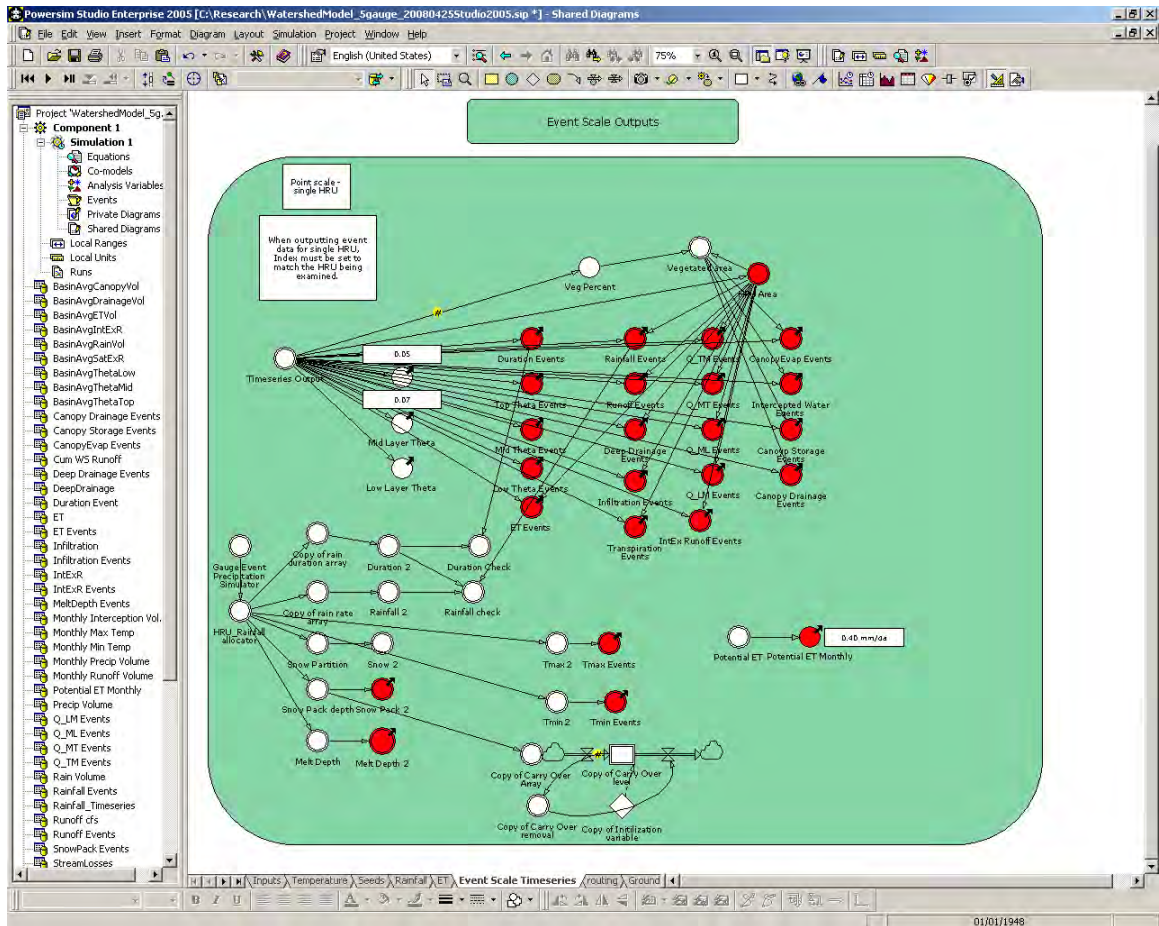 Powersim Studio Enterprise 2005 [C:\Research\WatershedModel_5gauge_20080425Studio2005.sip *] - Shared Diagrams
File Edit View Insert Format Diagram Layout Simulation Project Window Help
English (United States)
75%
Project 'WatershedModel_5g.
Component 1
Simulation 1
Equations
Co-models
Analysis Variables
Events
Private Diagrams
Shared Diagrams
Local Ranges
Local Units
Runs
BasinAvgCanopyVol
BasinAvgDrainageVol
BasinAvgETVol
BasinAvgIntExR
BasinAvgRainVol
BasinAvgSatExR
BasinAvgThetaLow
BasinAvgThetaMid
BasinAvgThetaTop
Canopy Drainage Events
Canopy Storage Events
CanopyEvap Events
Cum WS Runoff
Deep Drainage Events
DeepDrainage
Duration Event
ET
ET Events
Infiltration
Infiltration Events
IntExR
IntExR Events
MeltDepth Events
Monthly Interception Vol.
Monthly Max Temp
Monthly Min Temp
Monthly Precip Volume
Monthly Runoff Volume
Potential ET Monthly
Precip Volume
Q_LM Events
Q_ML Events
Q_MT Events
Q_TM Events
Rain Volume
Rainfall Events
Rainfall_Timeseries
Runoff cfs
Runoff Events
SnowPack Events
StreamLosses
Event Scale Outputs
Point scale -
single HRU
When outputting event
data for single HRU,
Index must be set to
match the HRU being
examined.
Vegetated area
Veg Percent
Area
Timeseries Output
0.05
0.07
Mid Layer Theta
Low Layer Theta
Duration Events
Rainfall Events
Q_TM Events
CanopyEvap Events
Top Theta Events
Runoff Events
Q_MT Events
Intercepted Water
Events
Mid Theta Events
Deep Drainage
Events
Q_ML Events
Canopy Storage
Events
Low Theta Events
Infiltration Events
Q_LM Events
Canopy Drainage
Events
ET Events
Transpiration
Events
IntEx Runoff Events
Gauge Event
Precipitation
Simulator
Copy of rain
duration array
Duration 2
Duration Check
HRU_Rainfall
allocator
Copy of rain rate
array
Rainfall 2
Rainfall check
Snow Partition
Snow 2
Tmax 2
Tmax Events
Potential ET
Potential ET Monthly
0.40 mm/da
Snow Pack depth
Snow Pack 2
Tmin 2
Tmin Events
Melt Depth
Melt Depth 2
Copy of Carry Over
Array
Copy of Carry Over
level
Copy of Carry Over
removal
Copy of Initilization
variable
Inputs Temperature Seeds Rainfall ET Event Scale Timeseries routing Ground
01/01/1948